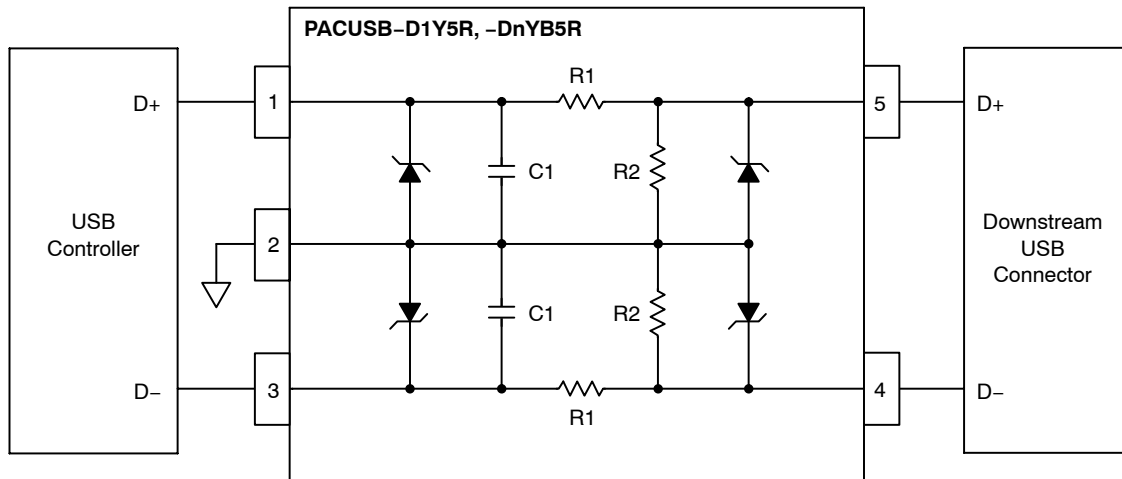 PACUSB−D1Y5R, −DnYB5R
R1
D+
1
5
D+
C1
R2
USB
Controller
2
Downstream
USB
Connector
C1
R2
D−
3
4
D−
R1